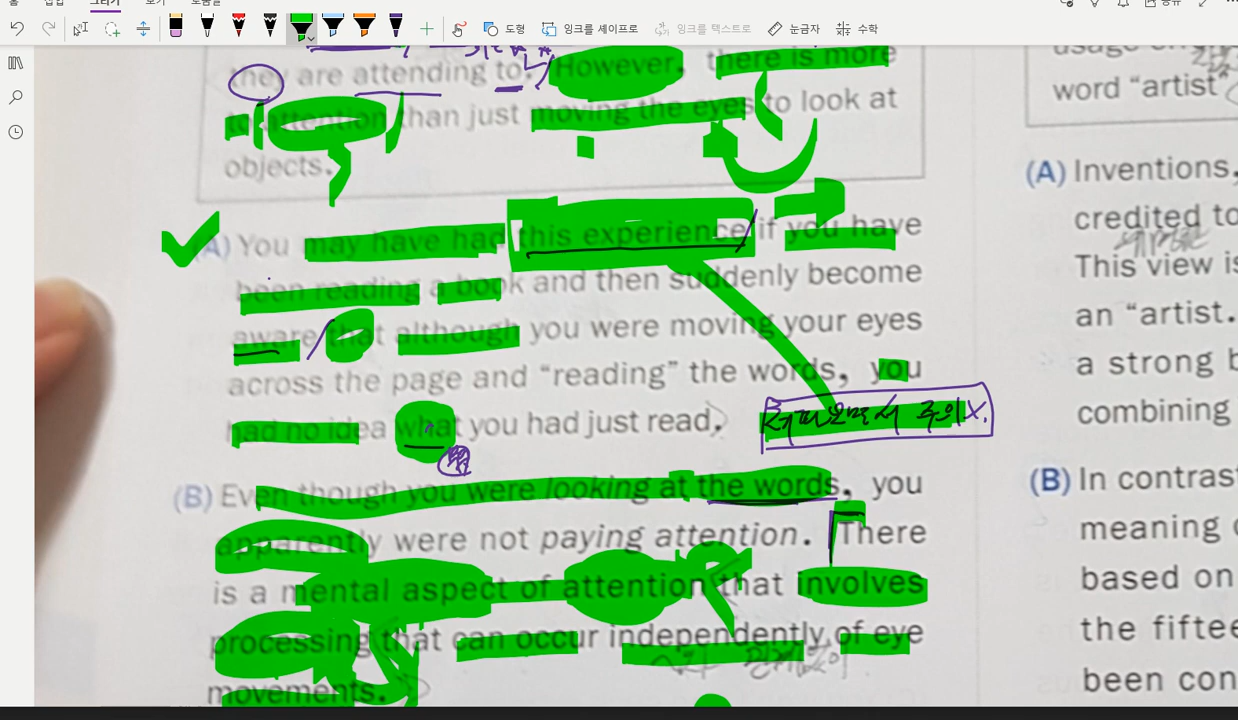 그리기
도형
잉크를 셰이프로
잉크를 텍스트로
눈금자
수학
공유
they are attending to. However, there is more
to attention than just moving the eyes to look at
objects.
(A) You may have had this experience if you have
been reading a book and then suddenly become
aware that although you were moving your eyes
across the page and “reading” the words, you
had no idea what you had just read.
(B) Even though you were looking at the words, you
apparently were not paying attention. There
is a mental aspect of attention that involves
processing that can occur independently of eye
movements.
word “artist”
(A) Inventions,
credited to
This view is
an “artist.
a strong b
combining
(B) In contrast
meaning o
based on
the fiftee
been con